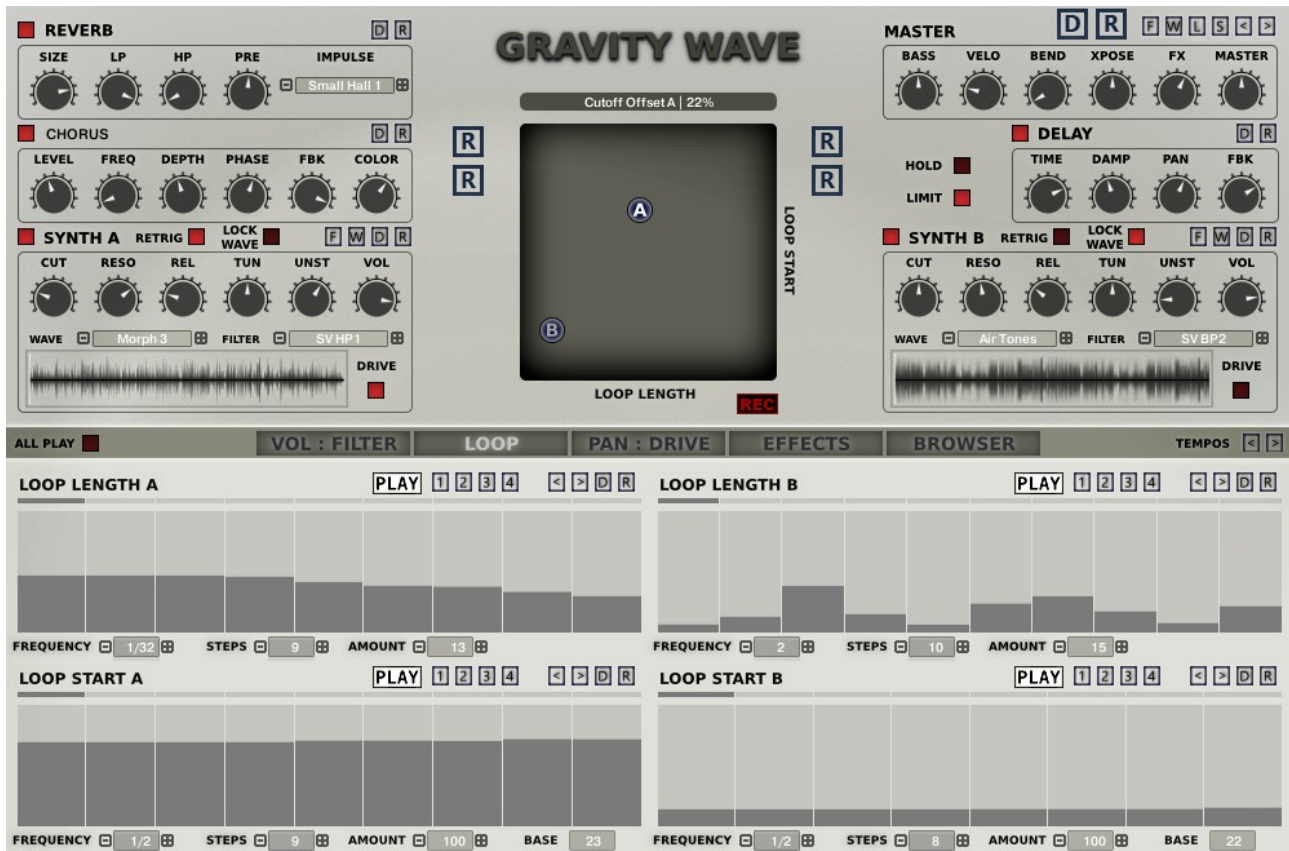 REVERB D R
SIZE LP HP PRE IMPULSE
Small Hall 1
CHORUS D R
LEVEL FREQ DEPTH PHASE FBK COLOR
SYNTH A RETRIG LOCK WAVE F W D R
CUT RESO REL TUN UNST VOL
WAVE Morph 3 FILTER SV HP1
DRIVE
GRAVITY WAVE
Cutoff Offset A | 22%
R R
R R
A
B
LOOP START
LOOP LENGTH
REC
MASTER D R F W L S < >
BASS VELO BEND XPOSE FX MASTER
DELAY D R
HOLD
LIMIT
TIME DAMP PAN FBK
SYNTH B RETRIG LOCK WAVE F W D R
CUT RESO REL TUN UNST VOL
WAVE Air Tones FILTER SV BP2
DRIVE
ALL PLAY VOL : FILTER LOOP PAN : DRIVE EFFECTS BROWSER TEMPOS < >
LOOP LENGTH A PLAY 1 2 3 4 < > D R
FREQUENCY 1/32 STEPS 9 AMOUNT 13
LOOP LENGTH B PLAY 1 2 3 4 < > D R
FREQUENCY 2 STEPS 10 AMOUNT 15
LOOP START A PLAY 1 2 3 4 < > D R
FREQUENCY 1/2 STEPS 9 AMOUNT 100 BASE 23
LOOP START B PLAY 1 2 3 4 < > D R
FREQUENCY 1/2 STEPS 8 AMOUNT 100 BASE 22